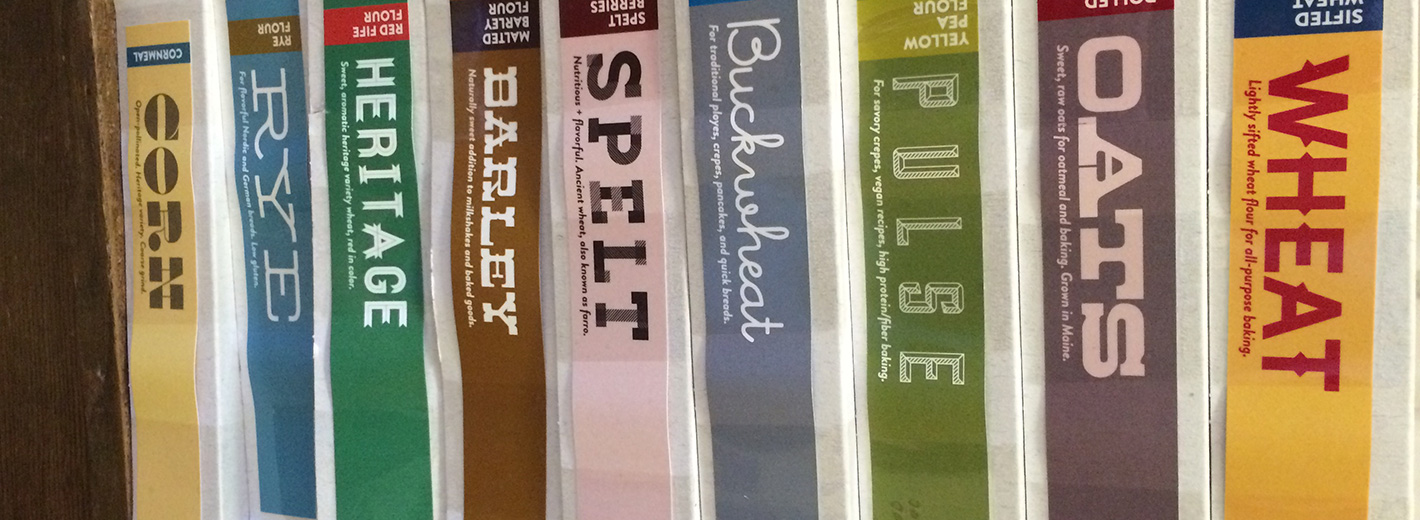 CORNMEAL
CORN
Open-pollinated. Heritage variety. Coarse grind.
RYE
FLOUR
RYE
For flavorful Nordic and German breads. Low gluten.
RED FIFE
FLOUR
HERITAGE
Sweet, aromatic heritage variety wheat, red in color.
MALTED
BARLEY
FLOUR
BARLEY
Naturally sweet addition to milkshakes and baked goods.
SPELT
BERRIES
SPELT
Nutritious + flavorful. Ancient wheat, also known as farro.
Buckwheat
For traditional ployes, crepes, pancakes, and quick breads.
YELLOW
PEA
FLOUR
PULSE
For savory crepes, vegan recipes, high protein/fiber baking.
ROLLED
OATS
Sweet, raw oats for oatmeal and baking. Grown in Maine.
SIFTED
WHEAT
WHEAT
Lightly sifted wheat flour for all-purpose baking.